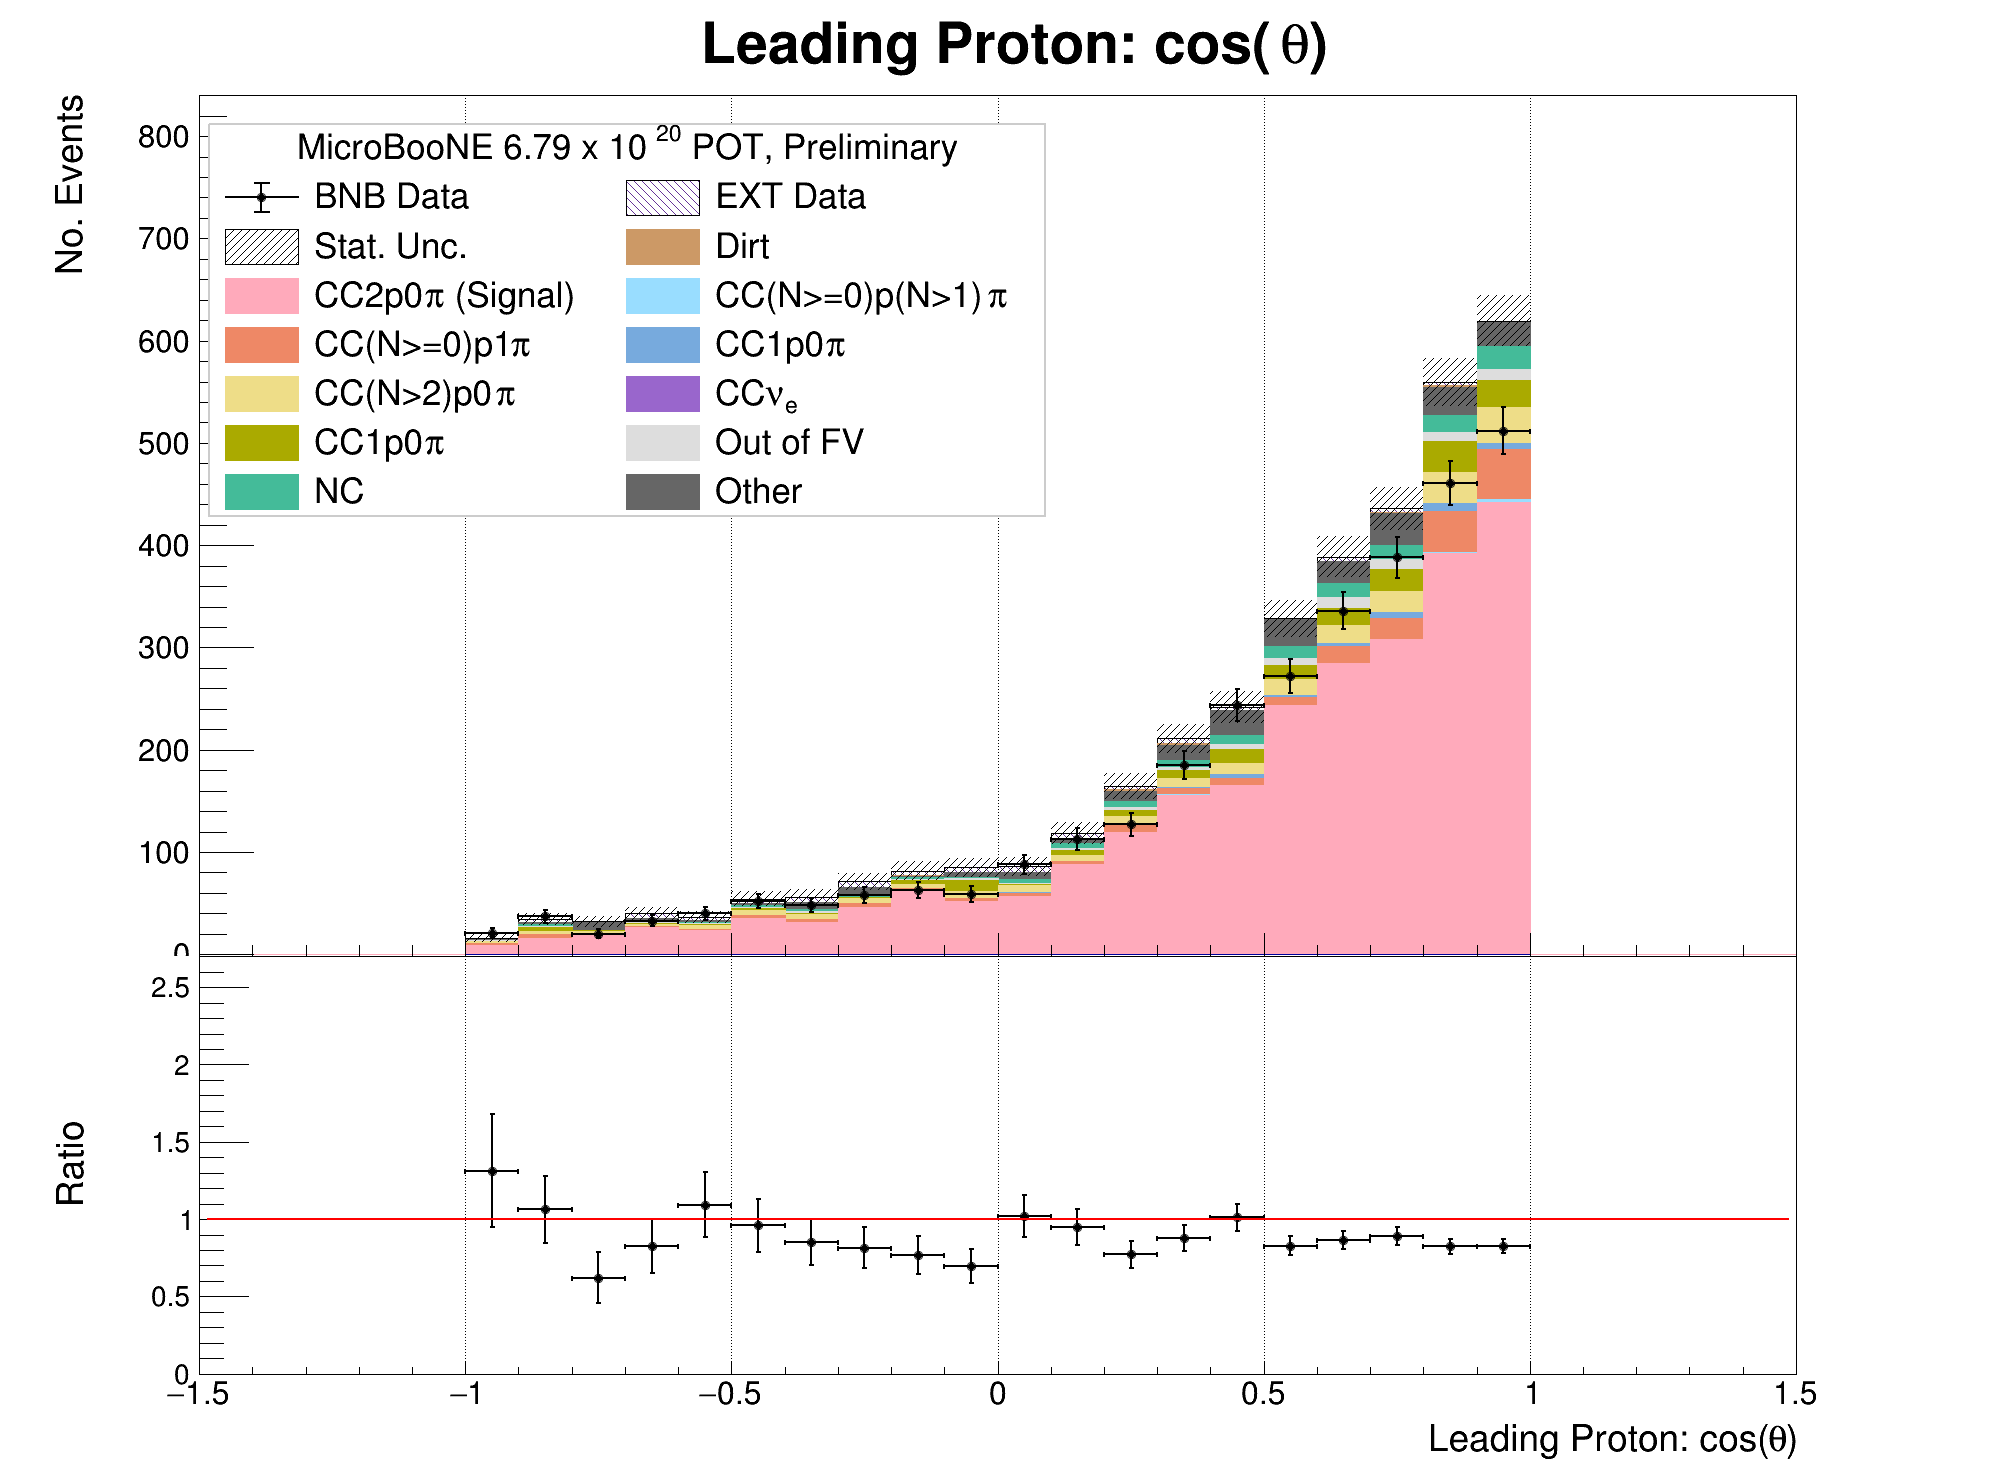 Leading Proton: cos(θ)
No. Events
800
700
600
500
400
300
200
100
0
MicroBooNE 6.79 x 10^20 POT, Preliminary
BNB Data
EXT Data
Stat. Unc.
Dirt
CC2p0π (Signal)
CC(N>=0)p(N>1)π
CC(N>=0)p1π
CC1p0π
CC(N>2)p0π
CCνe
CC1p0π
Out of FV
NC
Other
Ratio
2.5
2
1.5
1
0.5
0
−1.5 −1 −0.5 0 0.5 1 1.5
Leading Proton: cos(θ)